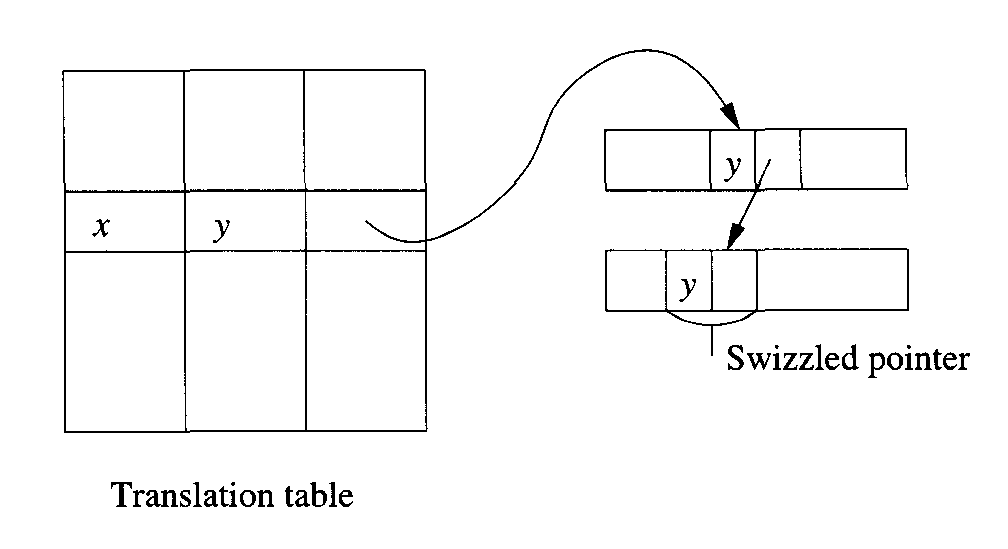 x y
y
y
Swizzled pointer
Translation table